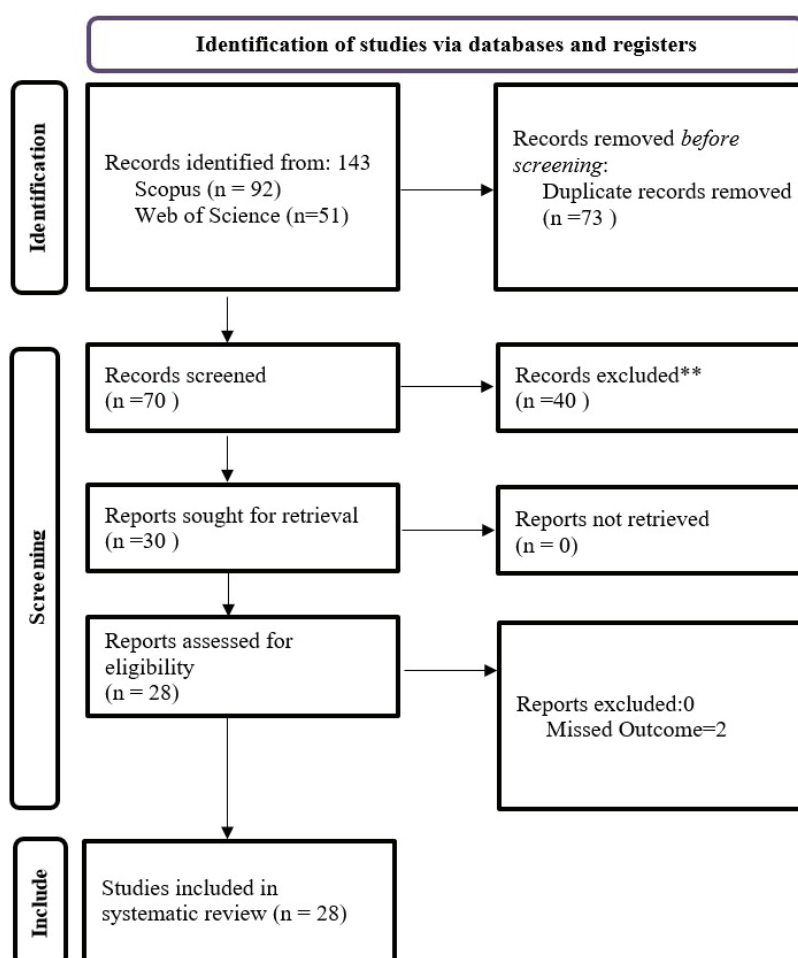 Identification of studies via databases and registers
Identification
Records identified from: 143
Scopus (n = 92)
Web of Science (n=51)
Records removed before
screening:
Duplicate records removed
(n =73 )
Screening
Records screened
(n =70 )
Records excluded**
(n =40 )
Reports sought for retrieval
(n =30 )
Reports not retrieved
(n = 0)
Reports assessed for
eligibility
(n = 28)
Reports excluded:0
Missed Outcome=2
Include
Studies included in
systematic review (n = 28)